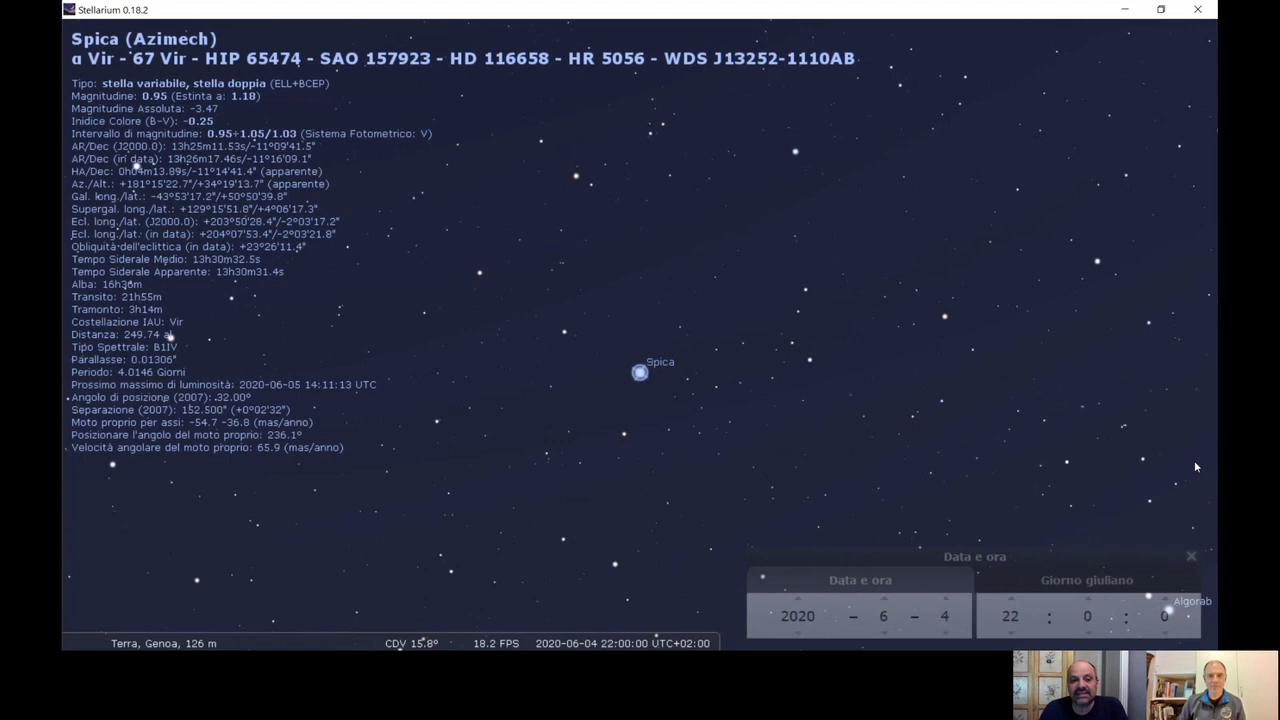 Stellarium 0.18.2
Spica (Azimech)
α Vir - 67 Vir - HIP 65474 - SAO 157923 - HD 116658 - HR 5056 - WDS J13252-1110AB
Tipo: stella variabile, stella doppia (ELL+BCEP)
Magnitudine: 0.95 (Estinta a: 1.18)
Magnitudine Assoluta: -3.47
Inidice Colore (B-V): -0.25
Intervallo di magnitudine: 0.95÷1.05/1.03 (Sistema Fotometrico: V)
AR/Dec (J2000.0): 13h25m11.53s/-11°09'41.5"
AR/Dec (in data): 13h26m17.46s/-11°16'09.1"
HA/Dec: 0h04m13.89s/-11°14'41.4" (apparente)
Az./Alt.: +181°15'22.7"/+34°19'13.7" (apparente)
Gal. long./lat.: -43°53'17.2"/+50°50'39.8"
Supergal. long./lat.: +129°15'51.8"/+4°06'17.3"
Ecl. long./lat. (J2000.0): +203°50'28.4"/-2°03'17.2"
Ecl. long./lat. (in data): +204°07'53.4"/-2°03'21.8"
Obliquità dell'eclittica (in data): +23°26'11.4"
Tempo Siderale Medio: 13h30m32.5s
Tempo Siderale Apparente: 13h30m31.4s
Alba: 16h36m
Transito: 21h55m
Tramonto: 3h14m
Costellazione IAU: Vir
Distanza: 249.74 al
Tipo Spettrale: B1IV
Parallasse: 0.01306"
Periodo: 4.0146 Giorni
Prossimo massimo di luminosità: 2020-06-05 14:11:13 UTC
Angolo di posizione (2007): 32.00°
Separazione (2007): 152.500" (+0°02'32")
Moto proprio per assi: -54.7 -36.8 (mas/anno)
Posizionare l'angolo del moto proprio: 236.1°
Velocità angolare del moto proprio: 65.9 (mas/anno)
Spica
Data e ora
Data e ora Giorno giuliano
Algorab
2020 - 6 - 4 22 : 0 : 0
Terra, Genoa, 126 m CDV 15.8° 18.2 FPS 2020-06-04 22:00:00 UTC+02:00